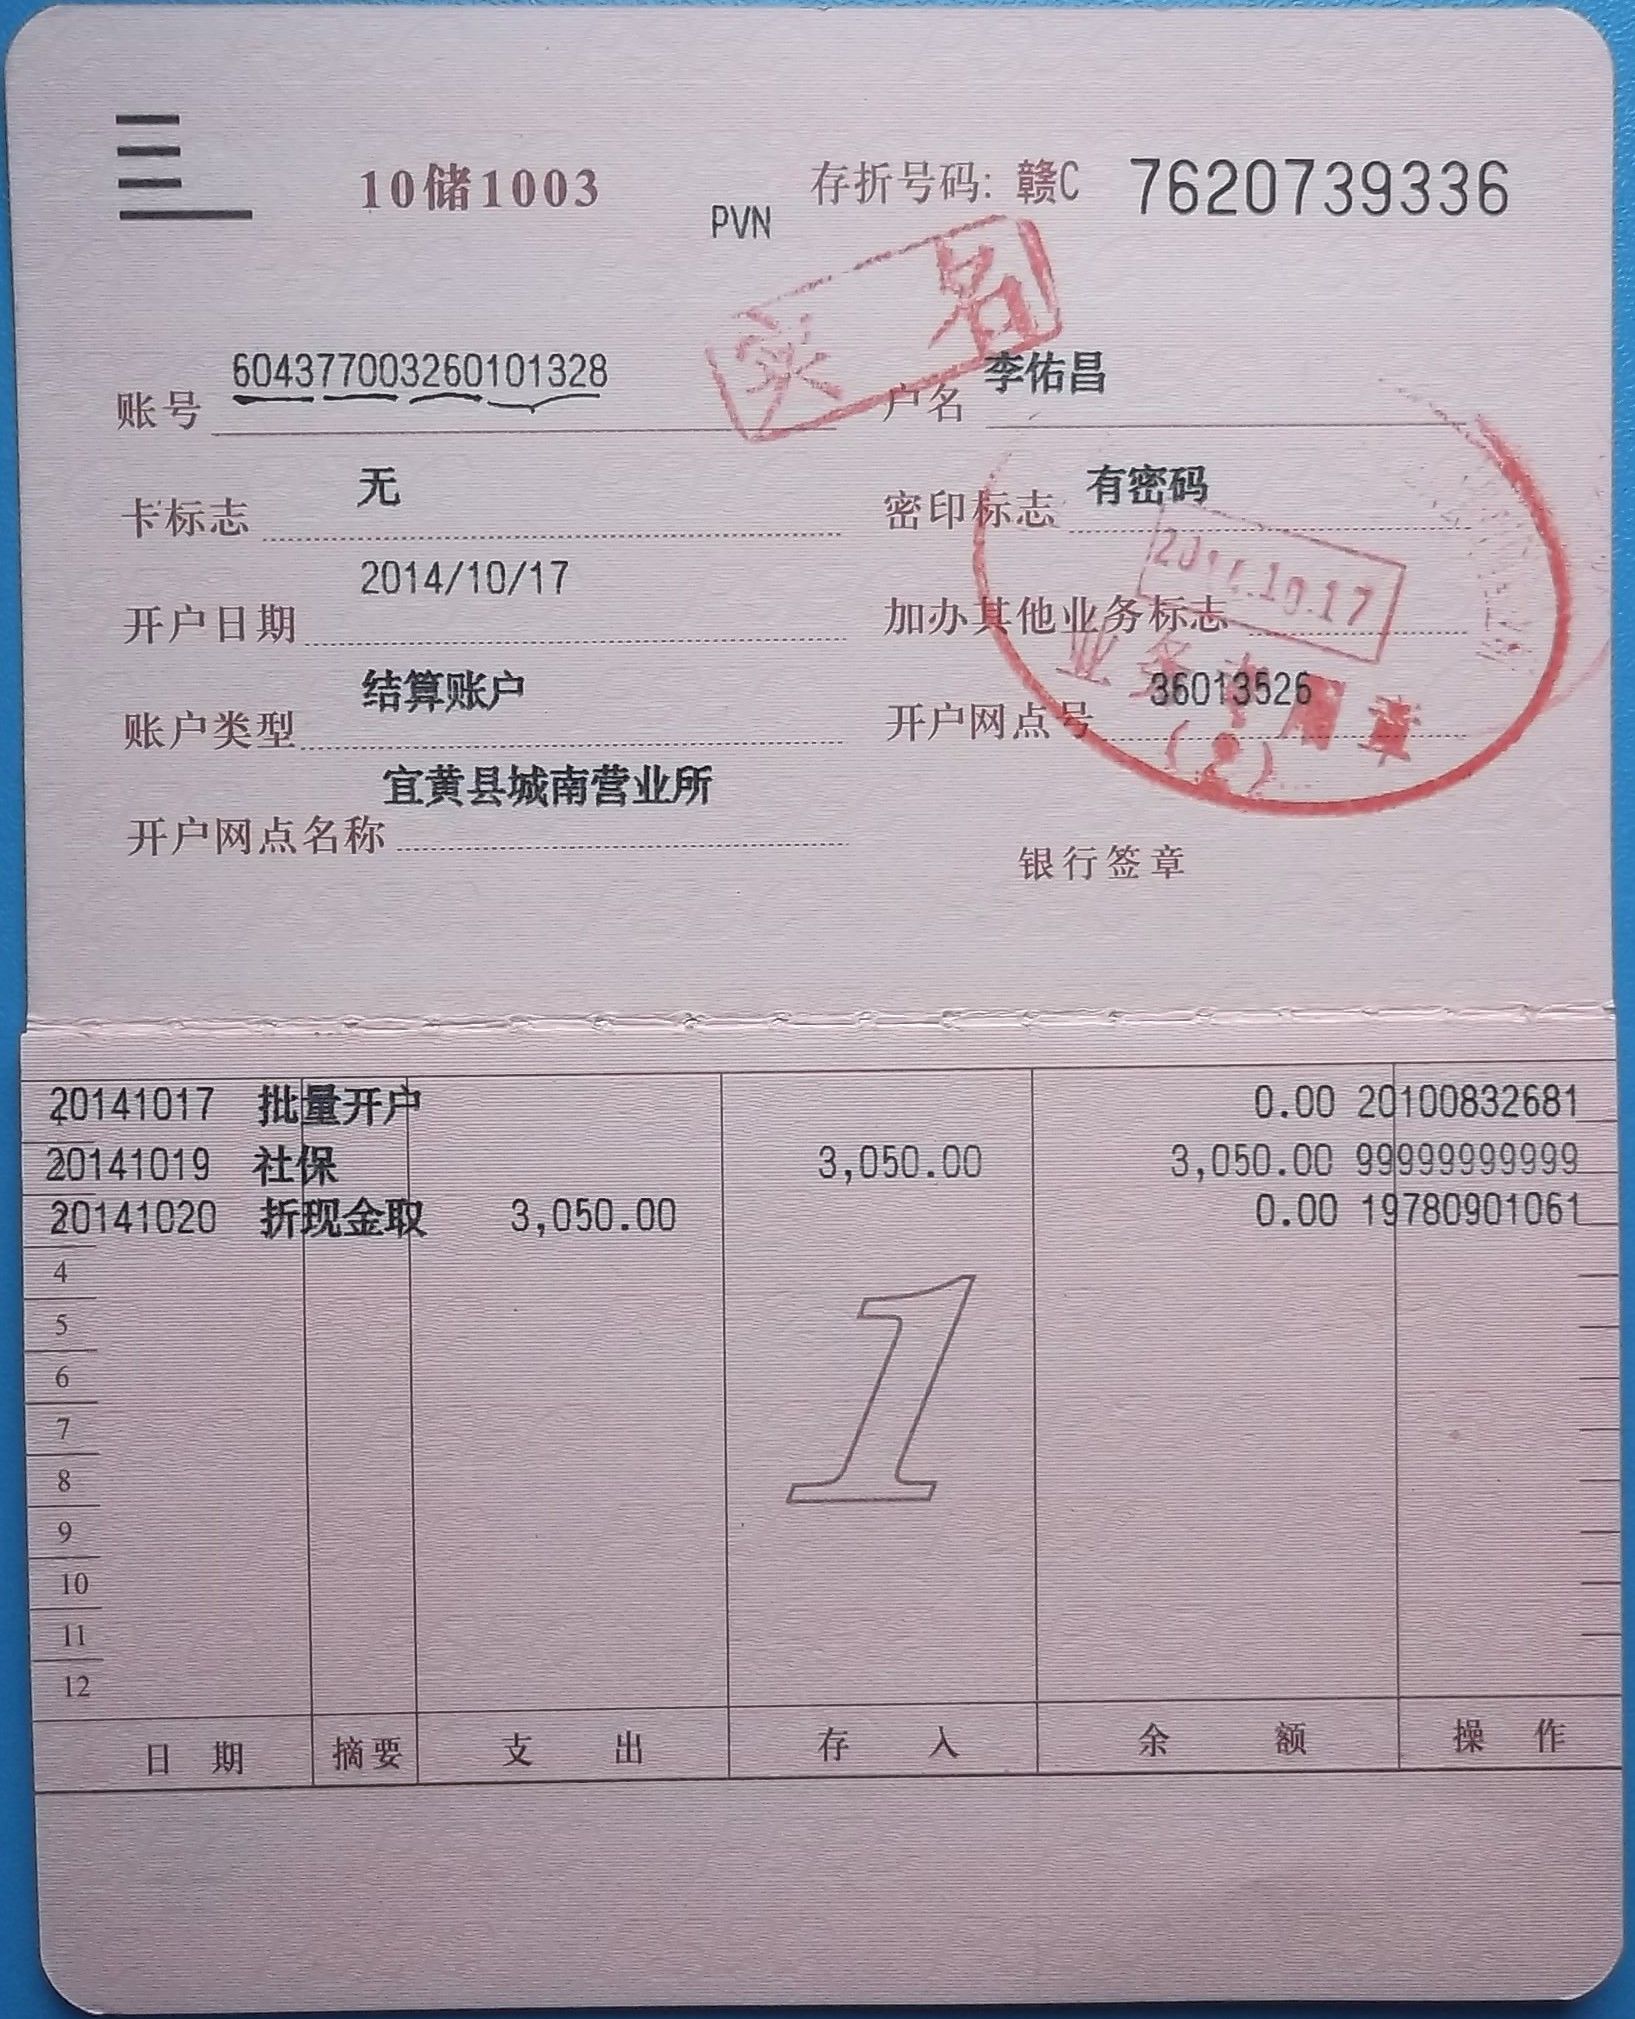 10储1003
PVN
存折号码: 赣C 7620739336
实名
账号 604377003260101328
户名 李佑昌
卡标志 无
密印标志 有密码
开户日期 2014/10/17
加办其他业务标志
2014.10.17
账户类型 结算账户
开户网点号 36013526
业务专用章
(2)
开户网点名称 宜黄县城南营业所
银行签章
20141017 批量开户 0.00 20100832681
20141019 社保 3,050.00 3,050.00 99999999999
20141020 折现金取 3,050.00 0.00 19780901061
4
5
6
7
8
9
10
11
12
1
日期 摘要 支出 存入 余额 操作